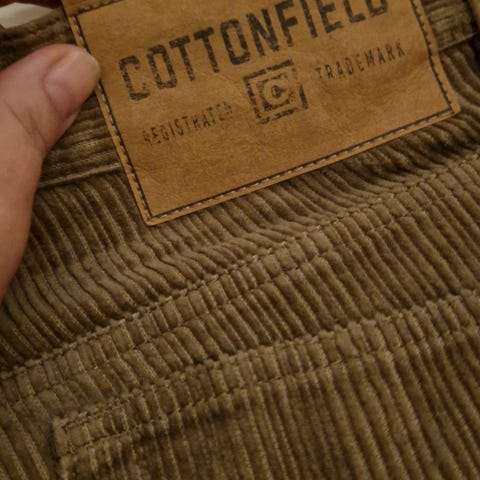 COTTONFIELD
REGISTRATED C TRADEMARK